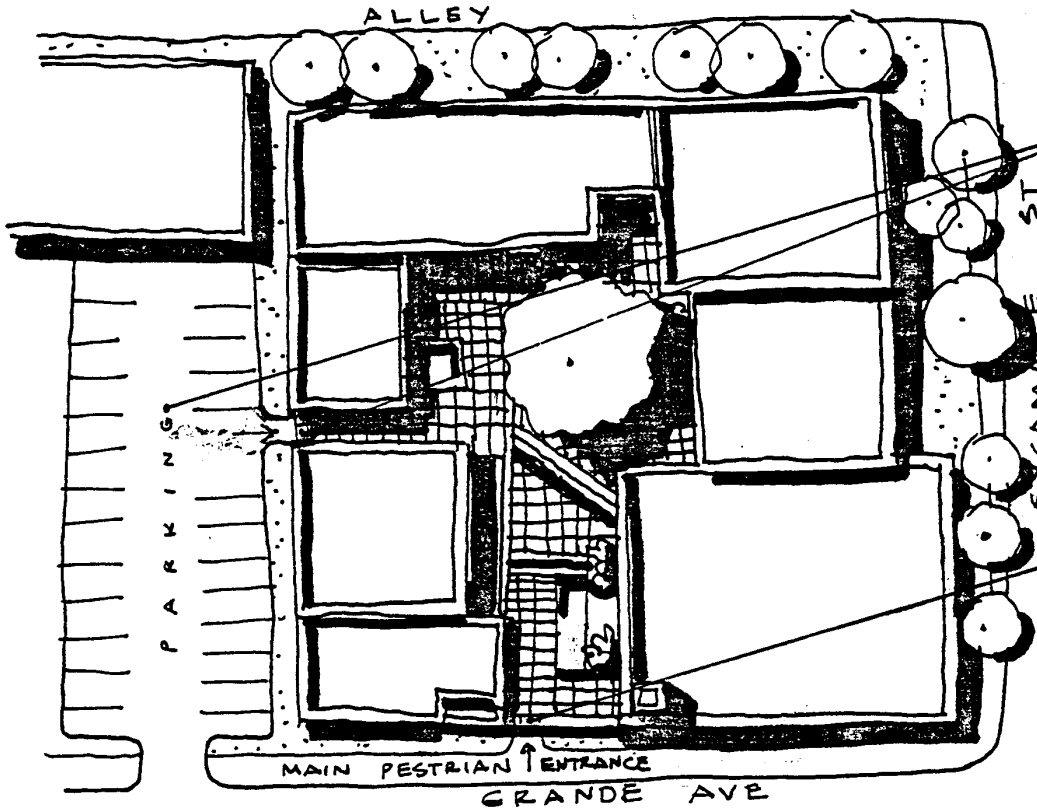 ALLEY
ST
PARKING
MAIN PESTRIAN ↑ ENTRANCE
GRANDE AVE